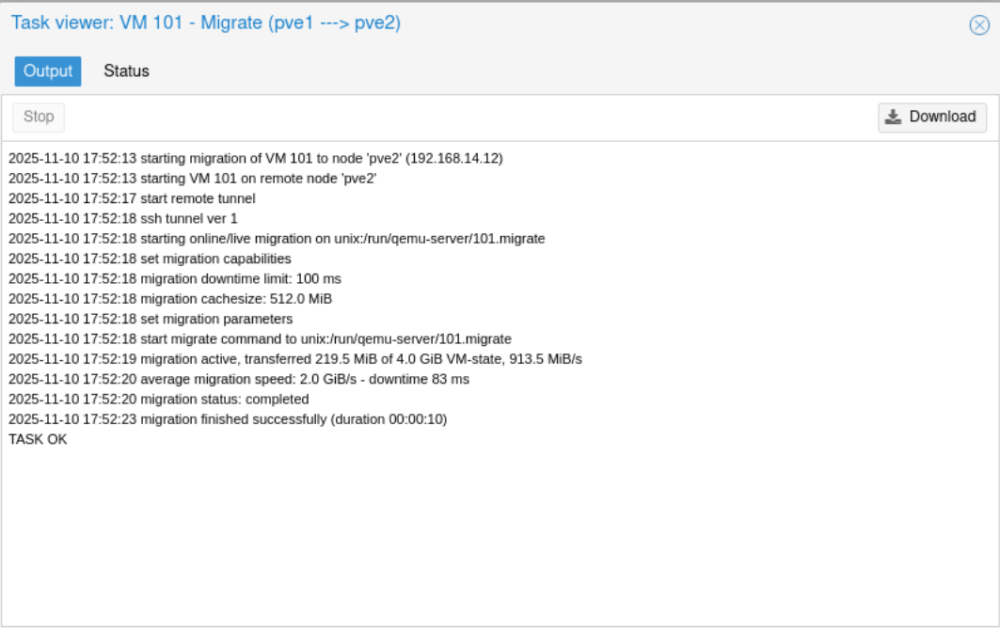 Task viewer: VM 101 - Migrate (pve1 ---> pve2)
Output Status
Stop Download
2025-11-10 17:52:13 starting migration of VM 101 to node 'pve2' (192.168.14.12)
2025-11-10 17:52:13 starting VM 101 on remote node 'pve2'
2025-11-10 17:52:17 start remote tunnel
2025-11-10 17:52:18 ssh tunnel ver 1
2025-11-10 17:52:18 starting online/live migration on unix:/run/qemu-server/101.migrate
2025-11-10 17:52:18 set migration capabilities
2025-11-10 17:52:18 migration downtime limit: 100 ms
2025-11-10 17:52:18 migration cachesize: 512.0 MiB
2025-11-10 17:52:18 set migration parameters
2025-11-10 17:52:18 start migrate command to unix:/run/qemu-server/101.migrate
2025-11-10 17:52:19 migration active, transferred 219.5 MiB of 4.0 GiB VM-state, 913.5 MiB/s
2025-11-10 17:52:20 average migration speed: 2.0 GiB/s - downtime 83 ms
2025-11-10 17:52:20 migration status: completed
2025-11-10 17:52:23 migration finished successfully (duration 00:00:10)
TASK OK